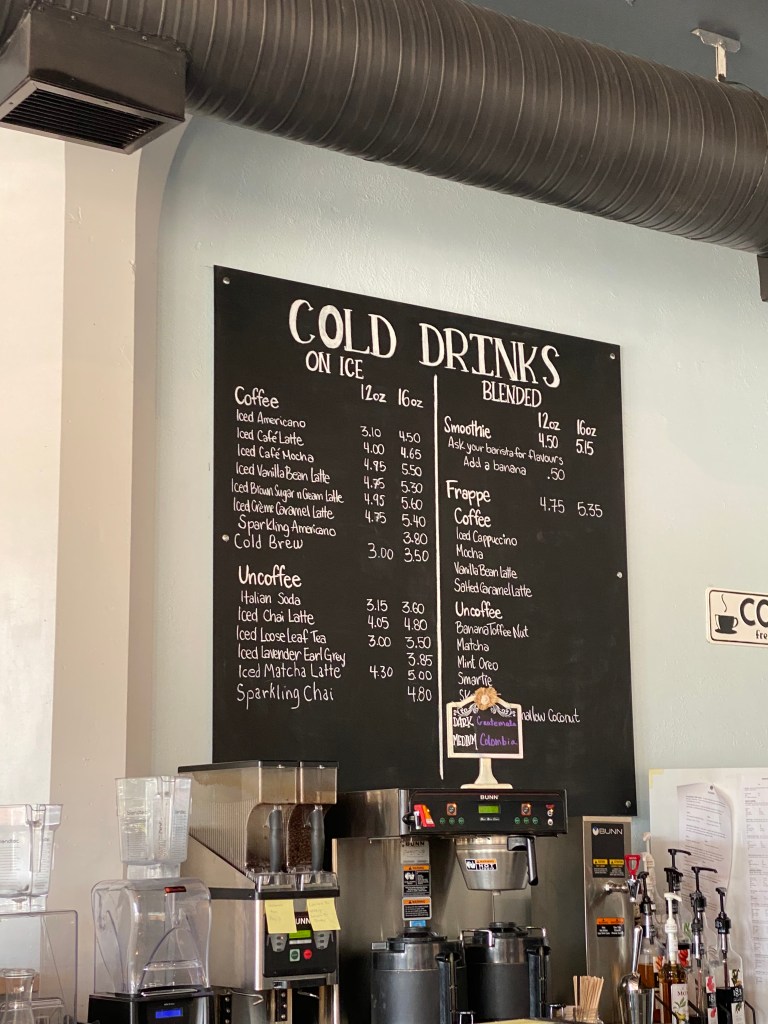 COLD DRINKS
ON ICE
Coffee 12oz 16oz
Iced Americano 3.10 4.50
Iced Café Latte 4.00 4.65
Iced Café Mocha 4.95 5.50
Iced Vanilla Bean Latte 4.75 5.30
Iced Brown Sugar n Cream Latte 4.95 5.60
Iced Crème Caramel Latte 4.75 5.40
Sparkling Americano 3.80
Cold Brew 3.00 3.50
Uncoffee
Italian Soda 3.15 3.60
Iced Chai Latte 4.05 4.80
Iced Loose Leaf Tea 3.00 3.50
Iced Lavender Earl Grey 3.85
Iced Matcha Latte 4.30 5.00
Sparkling Chai 4.80
BLENDED
12oz 16oz
Smoothie 4.50 5.15
Ask your barista for flavours
Add a banana .50
Frappe 4.75 5.35
Coffee
Iced Cappuccino
Mocha
Vanilla Bean Latte
Salted Caramel Latte
Uncoffee
Banana Toffee Nut
Matcha
Mint Oreo
Smartie
mallow Coconut
DARK Guatemala
MEDIUM Colombia
CO
fre
BUNN
BUNN